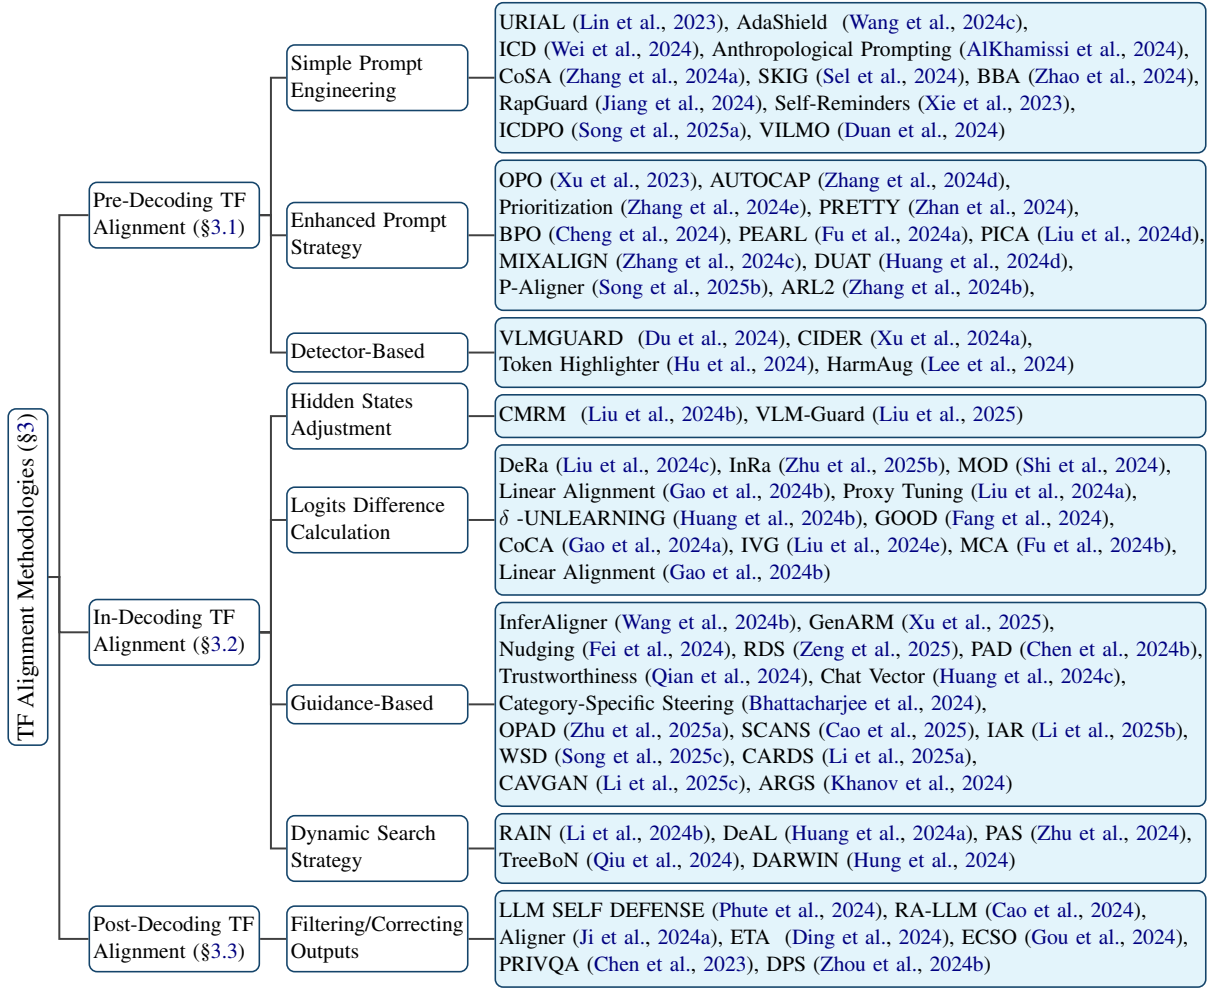 TF Alignment Methodologies (§3)
Pre-Decoding TF
Alignment (§3.1)
Simple Prompt
Engineering
URIAL (Lin et al., 2023), AdaShield (Wang et al., 2024c),
ICD (Wei et al., 2024), Anthropological Prompting (AlKhamissi et al., 2024),
CoSA (Zhang et al., 2024a), SKIG (Sel et al., 2024), BBA (Zhao et al., 2024),
RapGuard (Jiang et al., 2024), Self-Reminders (Xie et al., 2023),
ICDPO (Song et al., 2025a), VILMO (Duan et al., 2024)
Enhanced Prompt
Strategy
OPO (Xu et al., 2023), AUTOCAP (Zhang et al., 2024d),
Prioritization (Zhang et al., 2024e), PRETTY (Zhan et al., 2024),
BPO (Cheng et al., 2024), PEARL (Fu et al., 2024a), PICA (Liu et al., 2024d),
MIXALIGN (Zhang et al., 2024c), DUAT (Huang et al., 2024d),
P-Aligner (Song et al., 2025b), ARL2 (Zhang et al., 2024b),
Detector-Based
VLMGUARD (Du et al., 2024), CIDER (Xu et al., 2024a),
Token Highlighter (Hu et al., 2024), HarmAug (Lee et al., 2024)
In-Decoding TF
Alignment (§3.2)
Hidden States
Adjustment
CMRM (Liu et al., 2024b), VLM-Guard (Liu et al., 2025)
Logits Difference
Calculation
DeRa (Liu et al., 2024c), InRa (Zhu et al., 2025b), MOD (Shi et al., 2024),
Linear Alignment (Gao et al., 2024b), Proxy Tuning (Liu et al., 2024a),
δ -UNLEARNING (Huang et al., 2024b), GOOD (Fang et al., 2024),
CoCA (Gao et al., 2024a), IVG (Liu et al., 2024e), MCA (Fu et al., 2024b),
Linear Alignment (Gao et al., 2024b)
Guidance-Based
InferAligner (Wang et al., 2024b), GenARM (Xu et al., 2025),
Nudging (Fei et al., 2024), RDS (Zeng et al., 2025), PAD (Chen et al., 2024b),
Trustworthiness (Qian et al., 2024), Chat Vector (Huang et al., 2024c),
Category-Specific Steering (Bhattacharjee et al., 2024),
OPAD (Zhu et al., 2025a), SCANS (Cao et al., 2025), IAR (Li et al., 2025b),
WSD (Song et al., 2025c), CARDS (Li et al., 2025a),
CAVGAN (Li et al., 2025c), ARGS (Khanov et al., 2024)
Dynamic Search
Strategy
RAIN (Li et al., 2024b), DeAL (Huang et al., 2024a), PAS (Zhu et al., 2024),
TreeBoN (Qiu et al., 2024), DARWIN (Hung et al., 2024)
Post-Decoding TF
Alignment (§3.3)
Filtering/Correcting
Outputs
LLM SELF DEFENSE (Phute et al., 2024), RA-LLM (Cao et al., 2024),
Aligner (Ji et al., 2024a), ETA (Ding et al., 2024), ECSO (Gou et al., 2024),
PRIVQA (Chen et al., 2023), DPS (Zhou et al., 2024b)